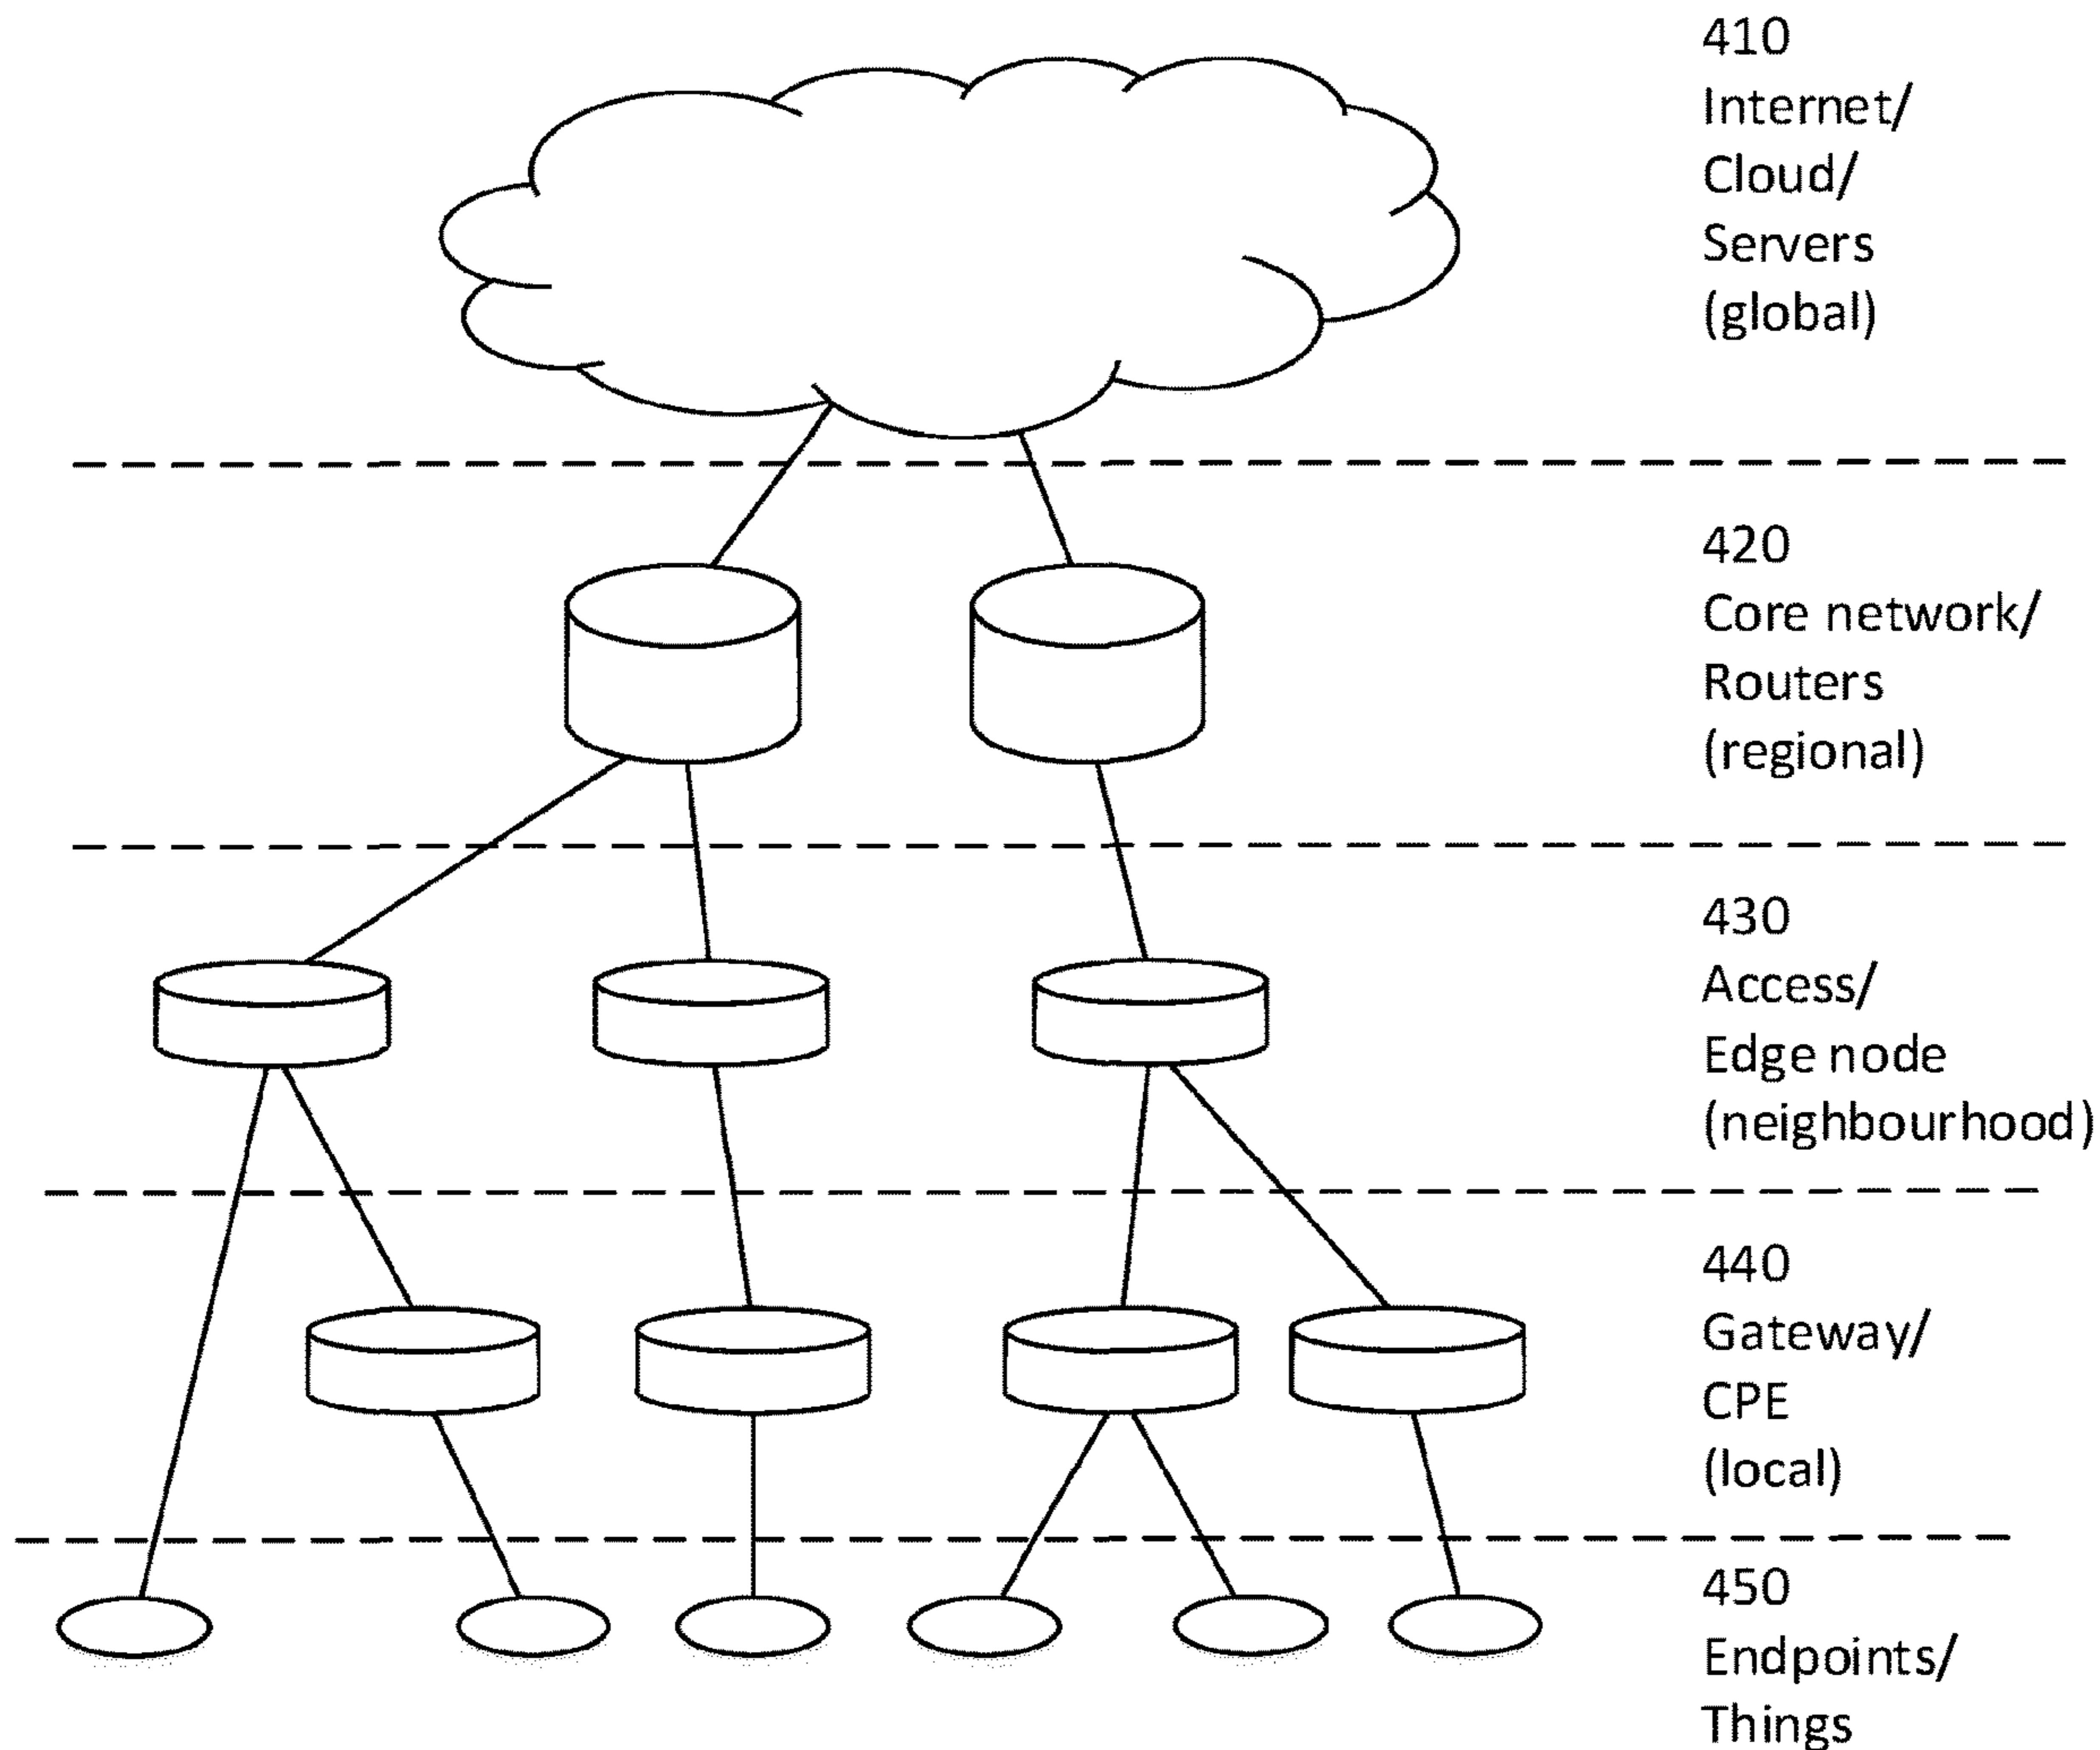 410
Internet/
Cloud/
Servers
(global)
420
Core network/
Routers
(regional)
430
Access/
Edge node
(neighbourhood)
440
Gateway/
CPE
(local)
450
Endpoints/
Things